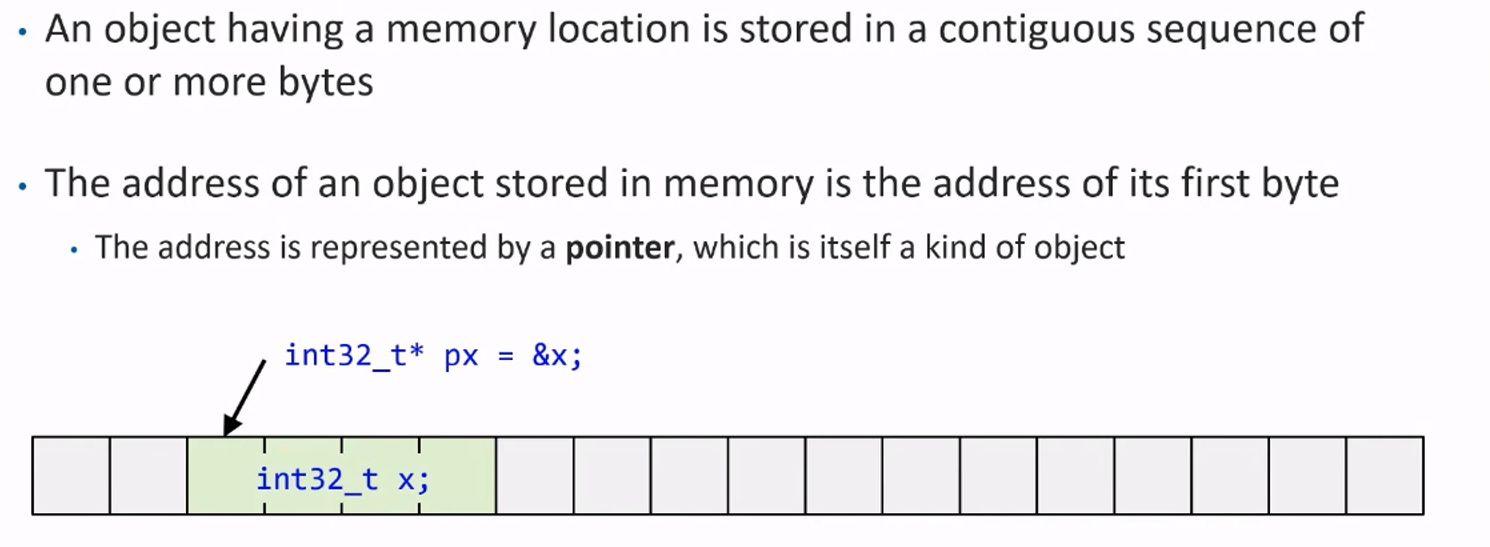 • An object having a memory location is stored in a contiguous sequence of
one or more bytes
• The address of an object stored in memory is the address of its first byte
• The address is represented by a pointer, which is itself a kind of object
int32_t* px = &x;
int32_t x;